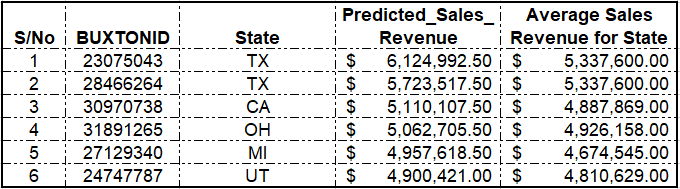 Predicted_Sales_ Average Sales
S/No BUXTONID State Revenue Revenue for State
1 23075043 TX $ 6,124,992.50 $ 5,337,600.00
2 28466264 TX $ 5,723,517.50 $ 5,337,600.00
3 30970738 CA $ 5,110,107.50 $ 4,887,869.00
4 31891265 OH $ 5,062,705.50 $ 4,926,158.00
5 27129340 MI $ 4,957,618.50 $ 4,674,545.00
6 24747787 UT $ 4,900,421.00 $ 4,810,629.00